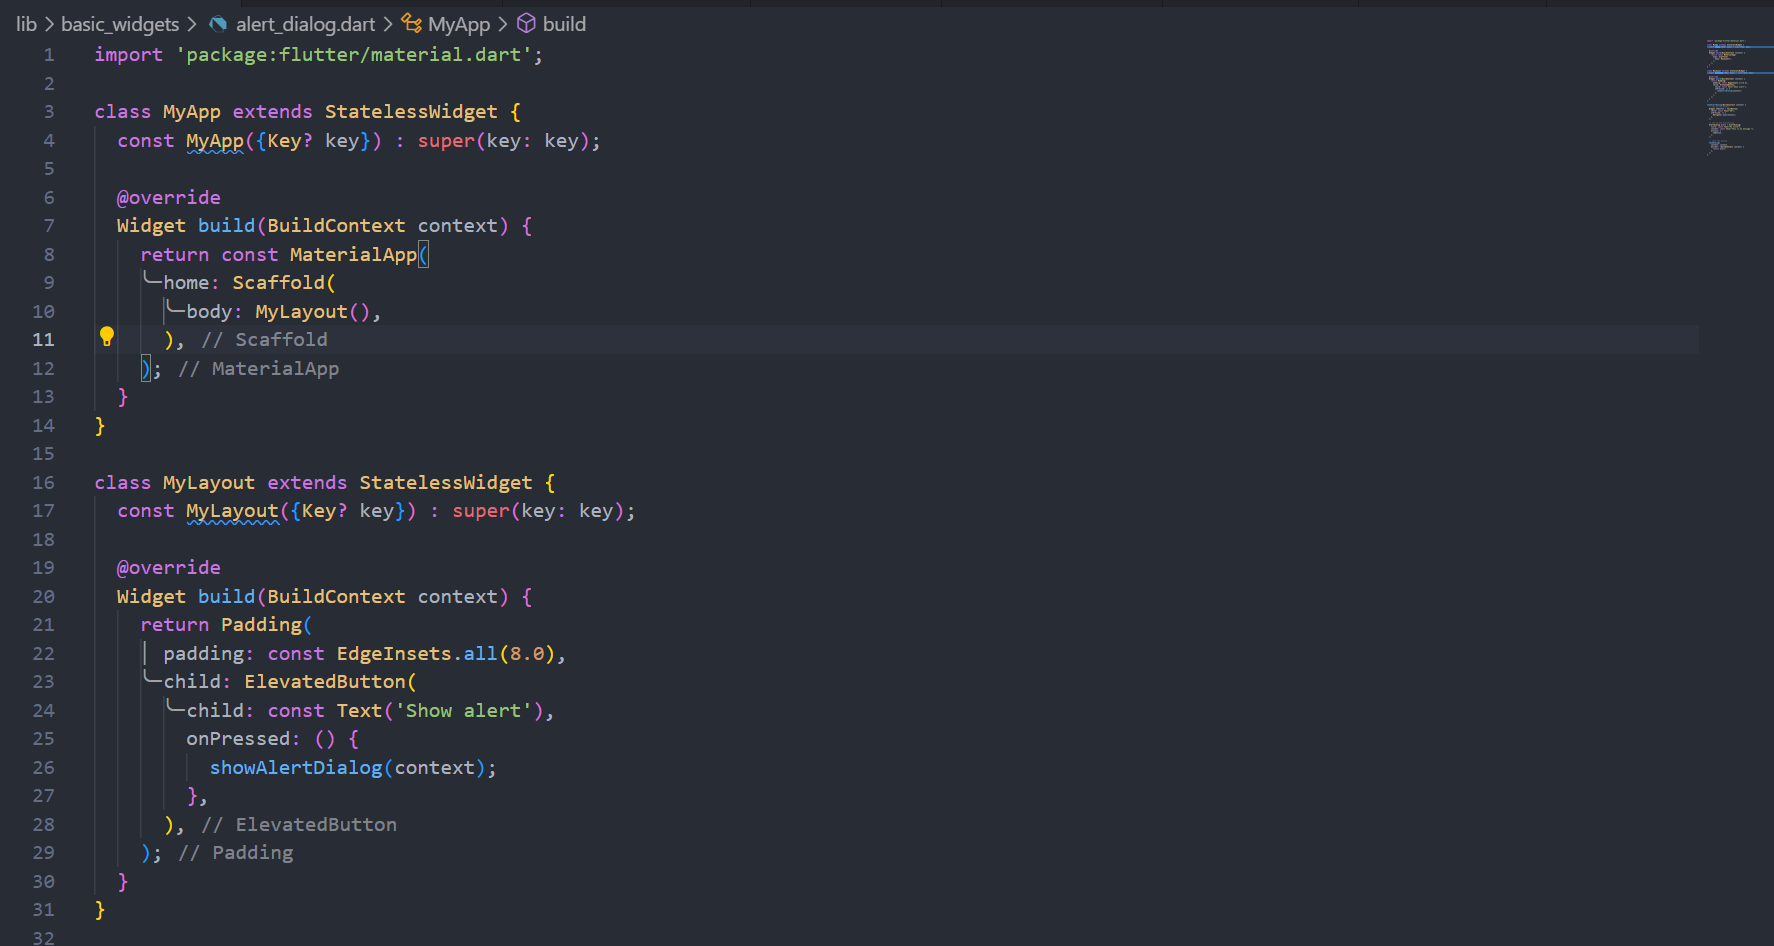 lib > basic_widgets > alert_dialog.dart > MyApp > build
1 import 'package:flutter/material.dart';
2
3 class MyApp extends StatelessWidget {
4   const MyApp({Key? key}) : super(key: key);
5
6   @override
7   Widget build(BuildContext context) {
8     return const MaterialApp(
9       home: Scaffold(
10         body: MyLayout(),
11       ), // Scaffold
12     ); // MaterialApp
13   }
14 }
15
16 class MyLayout extends StatelessWidget {
17   const MyLayout({Key? key}) : super(key: key);
18
19   @override
20   Widget build(BuildContext context) {
21     return Padding(
22       padding: const EdgeInsets.all(8.0),
23       child: ElevatedButton(
24         child: const Text('Show alert'),
25         onPressed: () {
26           showAlertDialog(context);
27         },
28       ), // ElevatedButton
29     ); // Padding
30   }
31 }
32